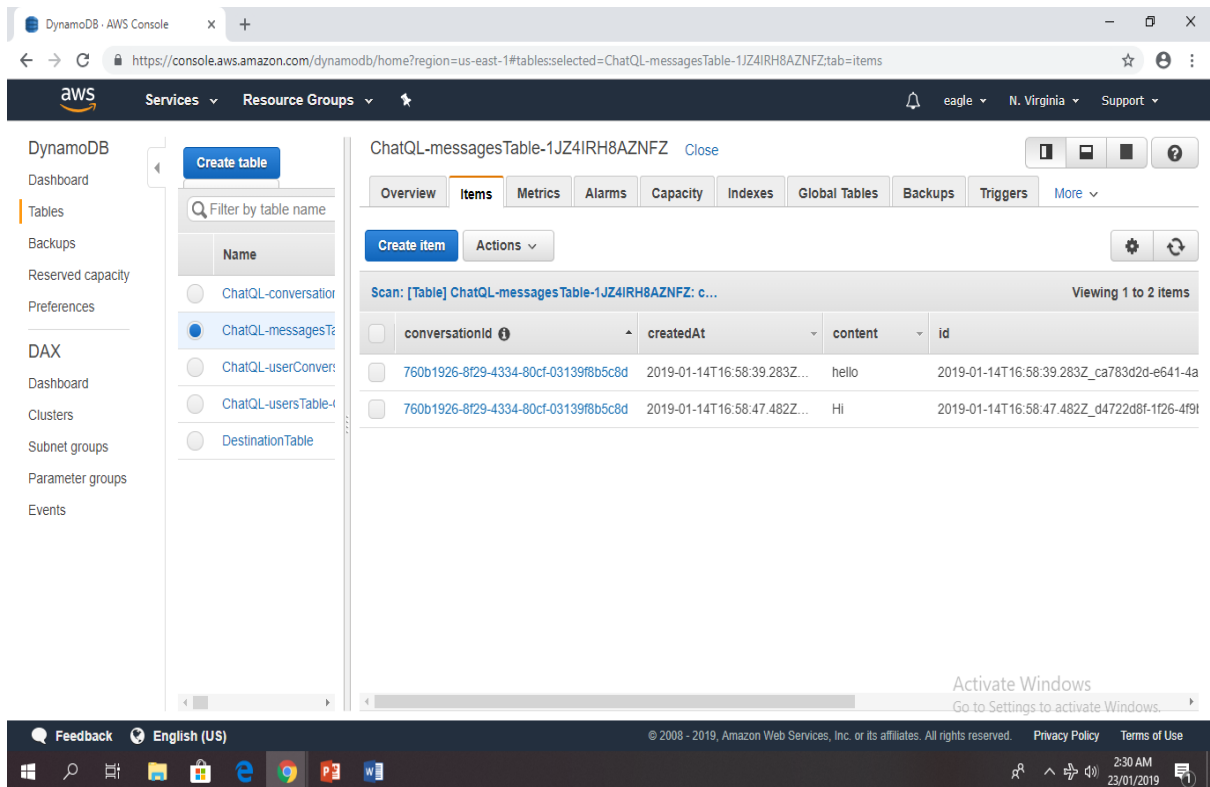 DynamoDB · AWS Console
https://console.aws.amazon.com/dynamodb/home?region=us-east-1#tables:selected=ChatQL-messagesTable-1JZ4IRH8AZNFZ;tab=items
aws Services Resource Groups eagle N. Virginia Support
DynamoDB
Dashboard
Tables
Backups
Reserved capacity
Preferences
DAX
Dashboard
Clusters
Subnet groups
Parameter groups
Events
Create table
Filter by table name
Name
ChatQL-conversation
ChatQL-messagesTa
ChatQL-userConvers
ChatQL-usersTable-
DestinationTable
ChatQL-messagesTable-1JZ4IRH8AZNFZ Close
Overview Items Metrics Alarms Capacity Indexes Global Tables Backups Triggers More
Create item Actions
Scan: [Table] ChatQL-messagesTable-1JZ4IRH8AZNFZ: c... Viewing 1 to 2 items
conversationId createdAt content id
760b1926-8f29-4334-80cf-03139f8b5c8d 2019-01-14T16:58:39.283Z... hello 2019-01-14T16:58:39.283Z_ca783d2d-e641-4a
760b1926-8f29-4334-80cf-03139f8b5c8d 2019-01-14T16:58:47.482Z... Hi 2019-01-14T16:58:47.482Z_d4722d8f-1f26-4f9b
Activate Windows
Go to Settings to activate Windows.
Feedback English (US) © 2008 - 2019, Amazon Web Services, Inc. or its affiliates. All rights reserved. Privacy Policy Terms of Use
2:30 AM
23/01/2019